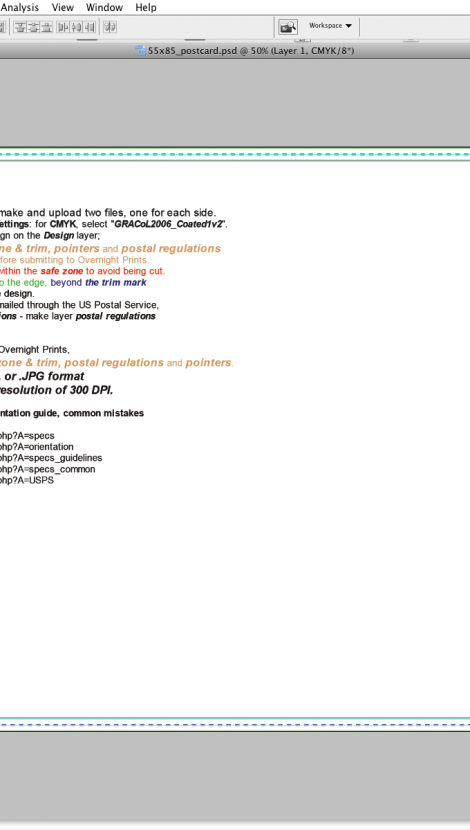 Analysis View Window Help
Workspace
55x85_postcard.psd @ 50% (Layer 1, CMYK/8*)
make and upload two files, one for each side.
ettings: for CMYK, select "GRACoL2006_Coated1v2".
ign on the Design layer;
ne & trim, pointers and postal regulations
efore submitting to Overnight Prints.
within the safe zone to avoid being cut.
o the edge, beyond the trim mark
e design.
mailed through the US Postal Service,
ions - make layer postal regulations
Overnight Prints,
zone & trim, postal regulations and pointers.
. or .JPG format
resolution of 300 DPI.
ntation guide, common mistakes
php?A=specs
php?A=orientation
php?A=specs_guidelines
php?A=specs_common
php?A=USPS